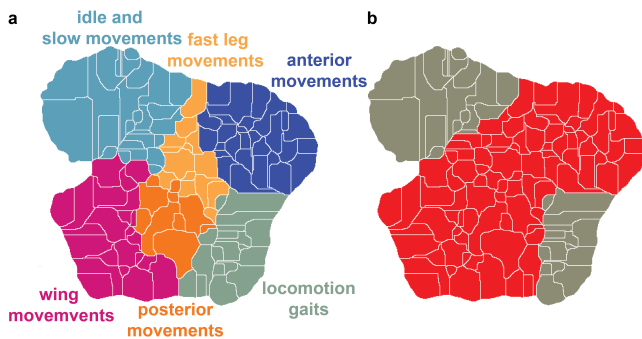 a
b
idle and
slow movements
fast leg
movements
anterior
movements
wing
movemvents
posterior
movements
locomotion
gaits